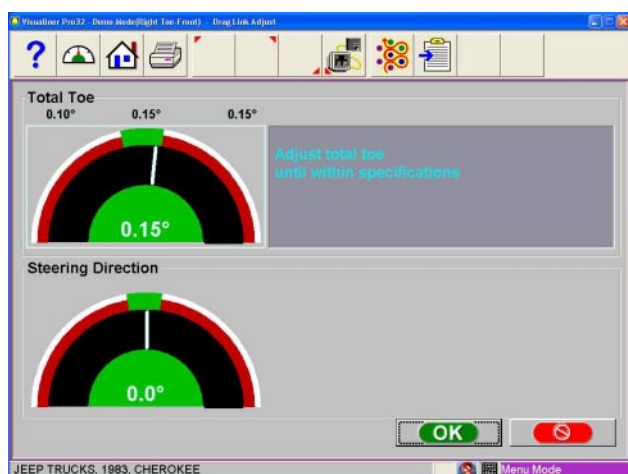 Visualiner Pro32 - Demo Mode(Right Toe-Front) - Drag Link Adjust
?
Total Toe
0.10° 0.15° 0.15°
Adjust total toe
until within specifications
0.15°
Steering Direction
0.0°
OK
JEEP TRUCKS, 1983, CHEROKEE
Menu Mode